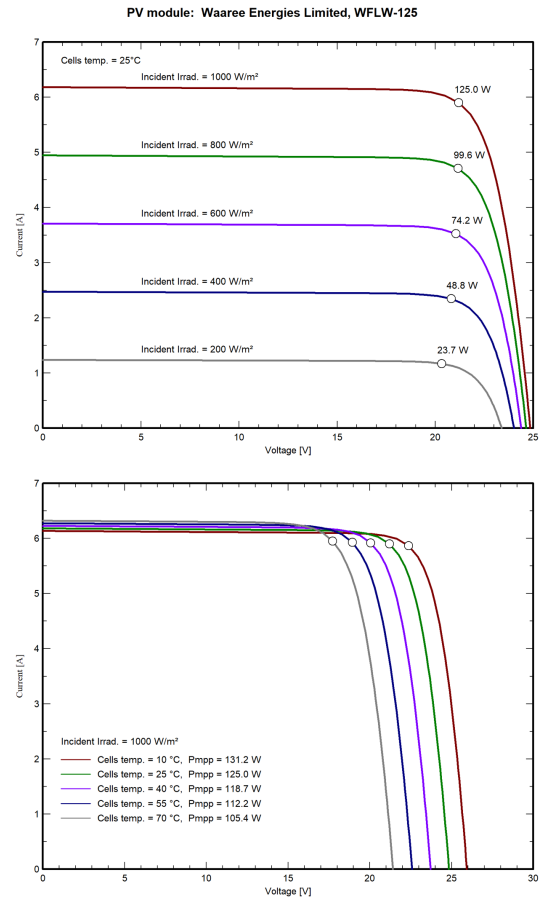 PV module: Waaree Energies Limited, WFLW-125
7
Cells temp. = 25°C
Incident Irrad. = 1000 W/m²
125.0 W
6
Incident Irrad. = 800 W/m²
99.6 W
5
4
Incident Irrad. = 600 W/m²
74.2 W
Current [A]
3
Incident Irrad. = 400 W/m²
48.8 W
2
Incident Irrad. = 200 W/m²
23.7 W
1
0
0 5 10 15 20 25
Voltage [V]
7
6
5
4
Current [A]
3
Incident Irrad. = 1000 W/m²
2
Cells temp. = 10 °C, Pmpp = 131.2 W
Cells temp. = 25 °C, Pmpp = 125.0 W
Cells temp. = 40 °C, Pmpp = 118.7 W
Cells temp. = 55 °C, Pmpp = 112.2 W
1
Cells temp. = 70 °C, Pmpp = 105.4 W
0
0 5 10 15 20 25 30
Voltage [V]